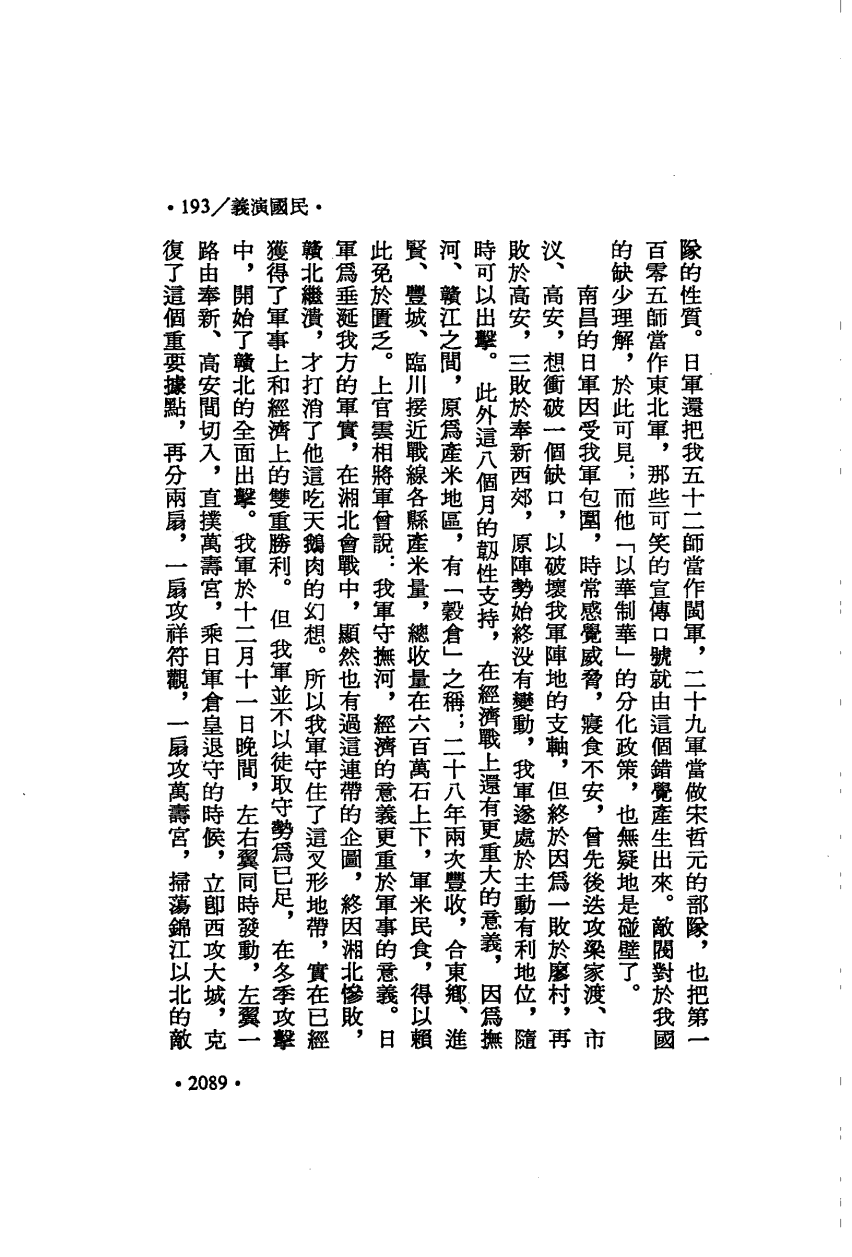 •193／義演國民•
隊的性質。日軍還把我五十二師當作閩軍，二十九軍當做宋哲元的部隊，也把第一
百零五師當作東北軍，那些可笑的宣傳口號就由這個錯覺產生出來。敵閥對於我國
的缺少理解，於此可見；而他「以華制華」的分化政策，也無疑地是碰壁了。
南昌的日軍因受我軍包圍，時常感覺威脅，寢食不安，曾先後迭攻梁家渡、市
汊、高安，想衝破一個缺口，以破壞我軍陣地的支軸，但終於因爲一敗於廖村，再
敗於高安，三敗於奉新西郊，原陣勢始終没有變動，我軍遂處於主動有利地位，隨
時可以出擊。此外這八個月的韌性支持，在經濟戰上還有更重大的意義，因爲撫
河、贛江之間，原爲產米地區，有「穀倉」之稱；二十八年兩次豐收，合東鄉、進
賢、豐城、臨川接近戰線各縣產米量，總收量在六百萬石上下，軍米民食，得以賴
此免於匱乏。上官雲相將軍曾說：我軍守撫河，經濟的意義更重於軍事的意義。日
軍爲垂涎我方的軍實，在湘北會戰中，顯然也有過這連帶的企圖，終因湘北慘敗，
贛北繼潰，才打消了他這吃天鵝肉的幻想。所以我軍守住了這叉形地帶，實在已經
獲得了軍事上和經濟上的雙重勝利。但我軍並不以徒取守勢爲已足，在冬季攻擊
中，開始了贛北的全面出擊。我軍於十二月十一日晚間，左右翼同時發動，左翼一
路由奉新、高安間切入，直撲萬壽宮，乘日軍倉皇退守的時候，立卽西攻大城，克
復了這個重要據點，再分兩扇，一扇攻祥符觀，一扇攻萬壽宮，掃蕩錦江以北的敵
•2089•